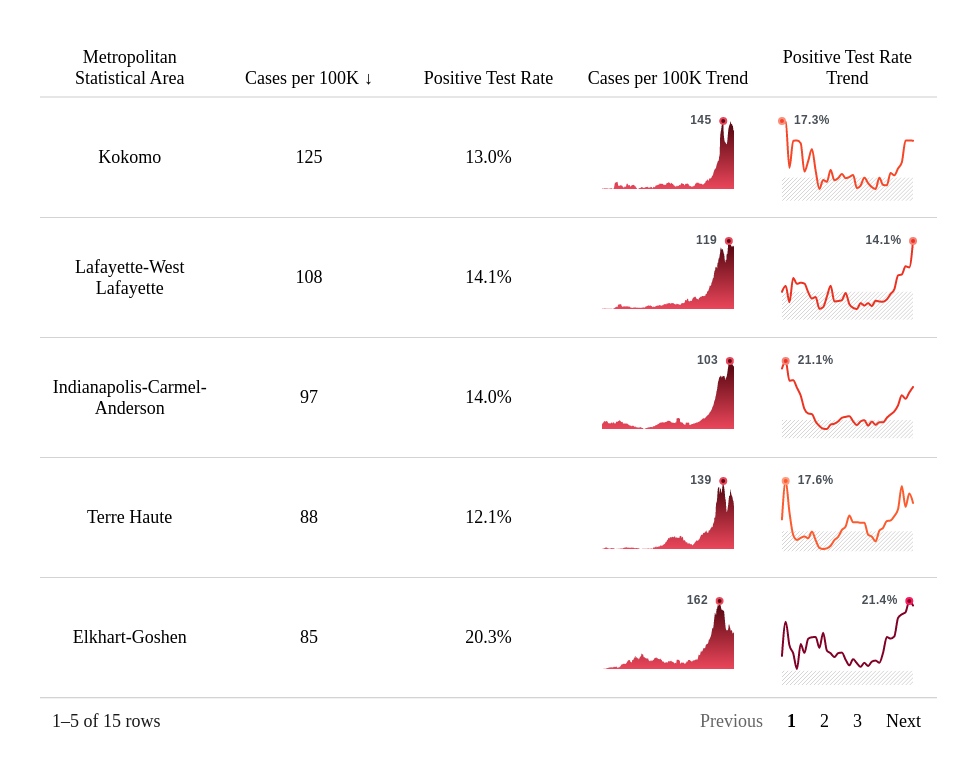 Metropolitan
Statistical Area
Cases per 100K ↓
Positive Test Rate
Cases per 100K Trend
Positive Test Rate
Trend
Kokomo
125
13.0%
145
17.3%
Lafayette-West
Lafayette
108
14.1%
119
14.1%
Indianapolis-Carmel-
Anderson
97
14.0%
103
21.1%
Terre Haute
88
12.1%
139
17.6%
Elkhart-Goshen
85
20.3%
162
21.4%
1–5 of 15 rows
Previous 1 2 3 Next